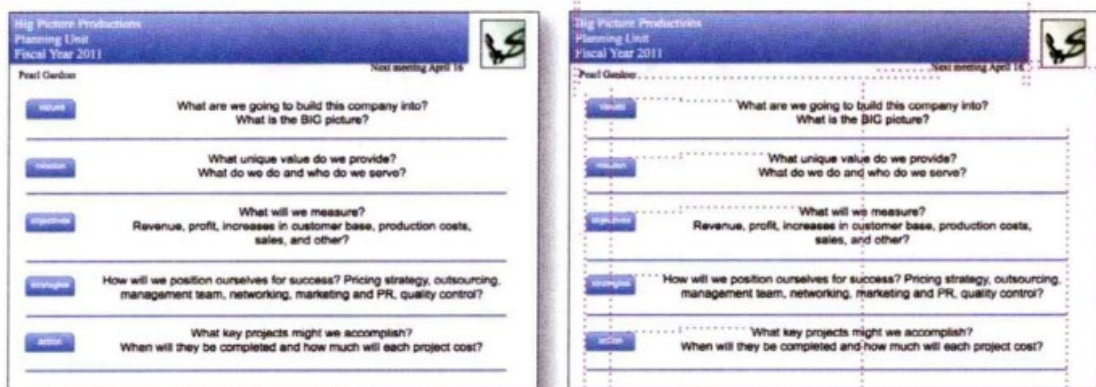 Big Picture Productions
Planning Unit
Fiscal Year 2011
Next meeting April 16
Pearl Gardner
values
What are we going to build this company into?
What is the BIG picture?
mission
What unique value do we provide?
What do we do and who do we serve?
objectives
What will we measure?
Revenue, profit, increases in customer base, production costs,
sales, and other?
strategies
How will we position ourselves for success? Pricing strategy, outsourcing,
management team, networking, marketing and PR, quality control?
action
What key projects might we accomplish?
When will they be completed and how much will each project cost?
Big Picture Productions
Planning Unit
Fiscal Year 2011
Next meeting April 16
Pearl Gardner
values
What are we going to build this company into?
What is the BIG picture?
mission
What unique value do we provide?
What do we do and who do we serve?
objectives
What will we measure?
Revenue, profit, increases in customer base, production costs,
sales, and other?
strategies
How will we position ourselves for success? Pricing strategy, outsourcing,
management team, networking, marketing and PR, quality control?
action
What key projects might we accomplish?
When will they be completed and how much will each project cost?